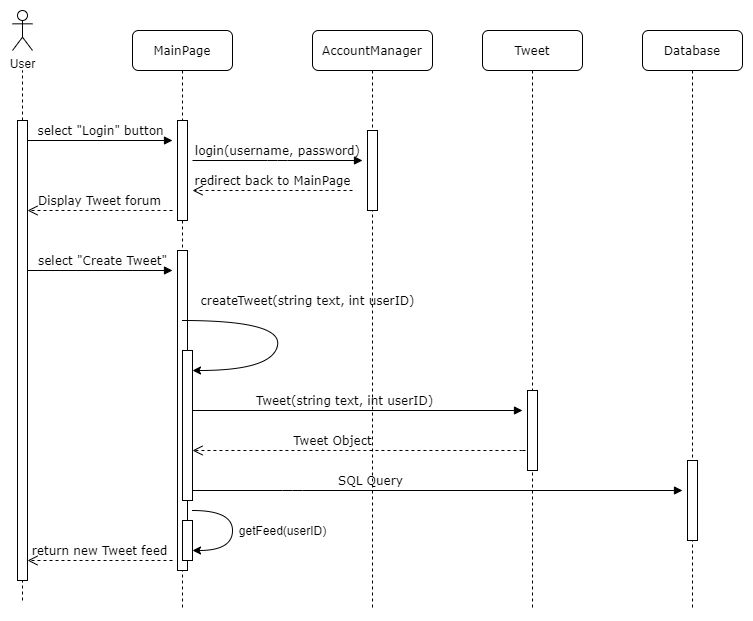 User
MainPage
AccountManager
Tweet
Database
select "Login" button
login(username, password)
redirect back to MainPage
Display Tweet forum
select "Create Tweet"
createTweet(string text, int userID)
Tweet(string text, int userID)
Tweet Object
SQL Query
getFeed(userID)
return new Tweet feed